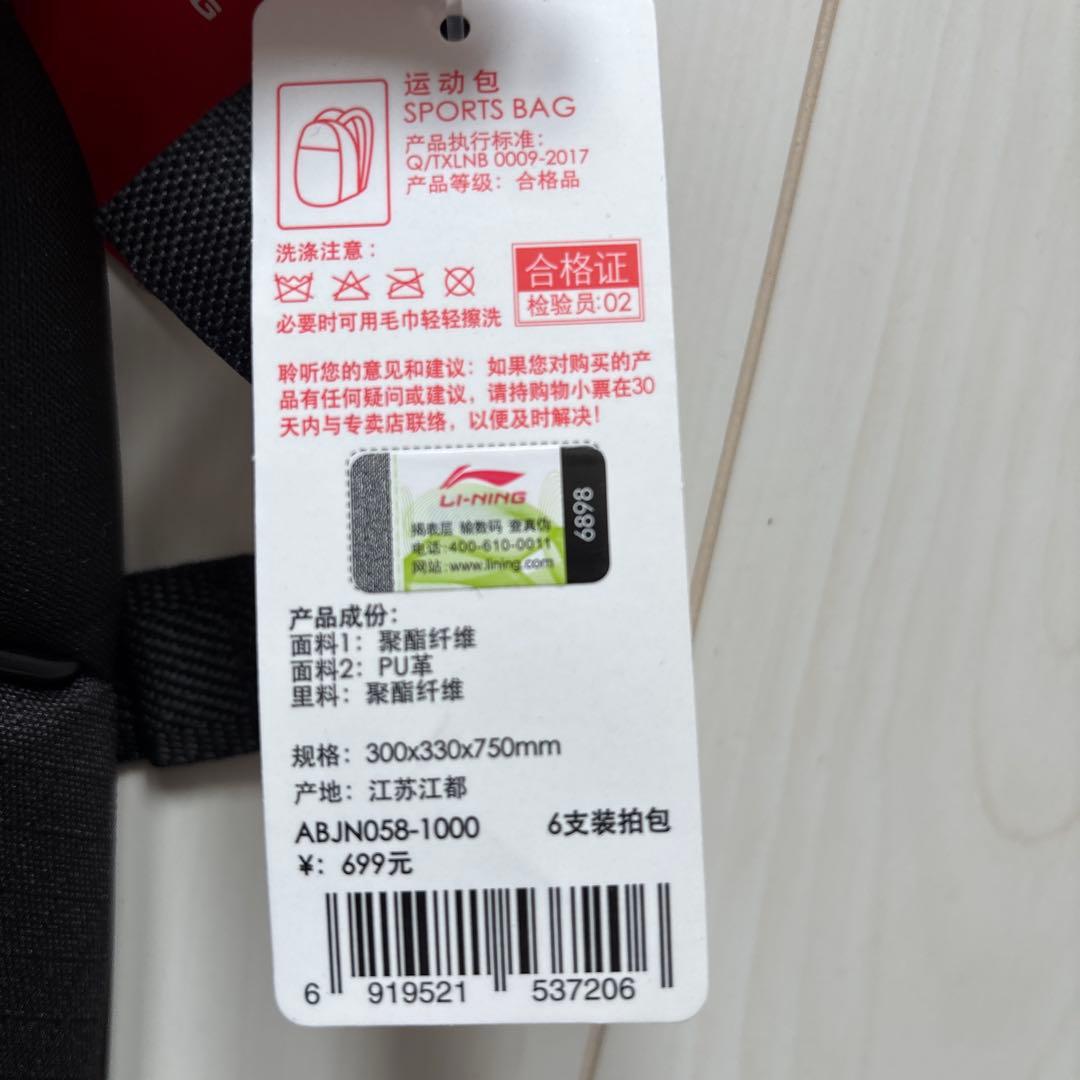 NG
运动包
SPORTS BAG
产品执行标准：
Q/TXLNB 0009-2017
产品等级：合格品
洗涤注意：
必要时可用毛巾轻轻擦洗
合格证
检验员:02
聆听您的意见和建议：如果您对购买的产
品有任何疑问或建议，请持购物小票在30
天内与专卖店联络，以便及时解决！
LI-NING
揭表层 输数码 查真伪
电话:400-610-0011
网站:www.lining.com
6898
产品成份：
面料1：聚酯纤维
面料2：PU革
里料：聚酯纤维
规格：300x330x750mm
产地：江苏江都
ABJN058-1000 6支装拍包
¥：699元
6 919521 537206